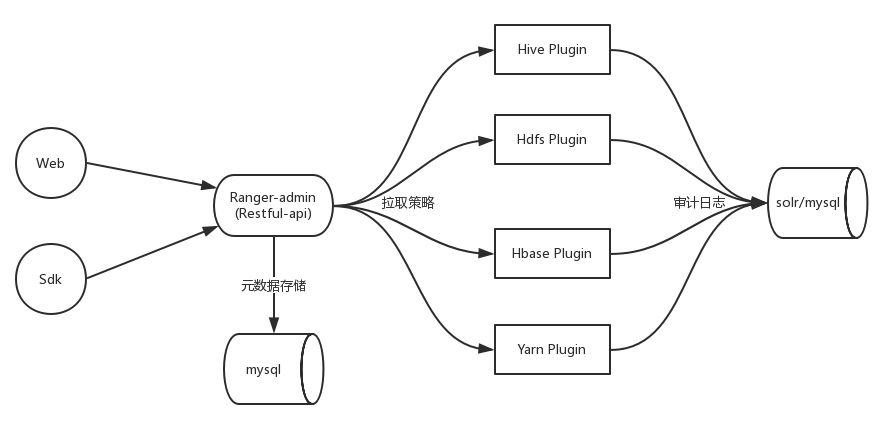 Web
Sdk
Ranger-admin
(Restful-api)
元数据存储
mysql
拉取策略
Hive Plugin
Hdfs Plugin
Hbase Plugin
Yarn Plugin
审计日志
solr/mysql